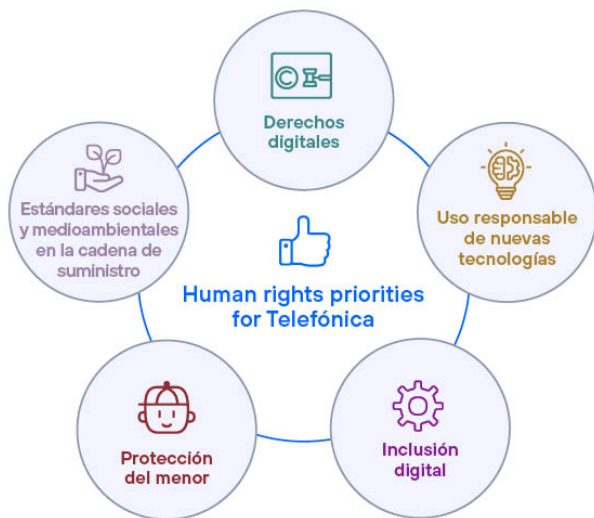 Derechos
digitales
Uso responsable
de nuevas
tecnologías
Inclusión
digital
Protección
del menor
Estándares sociales
y medioambientales
en la cadena de
suministro
Human rights priorities
for Telefónica